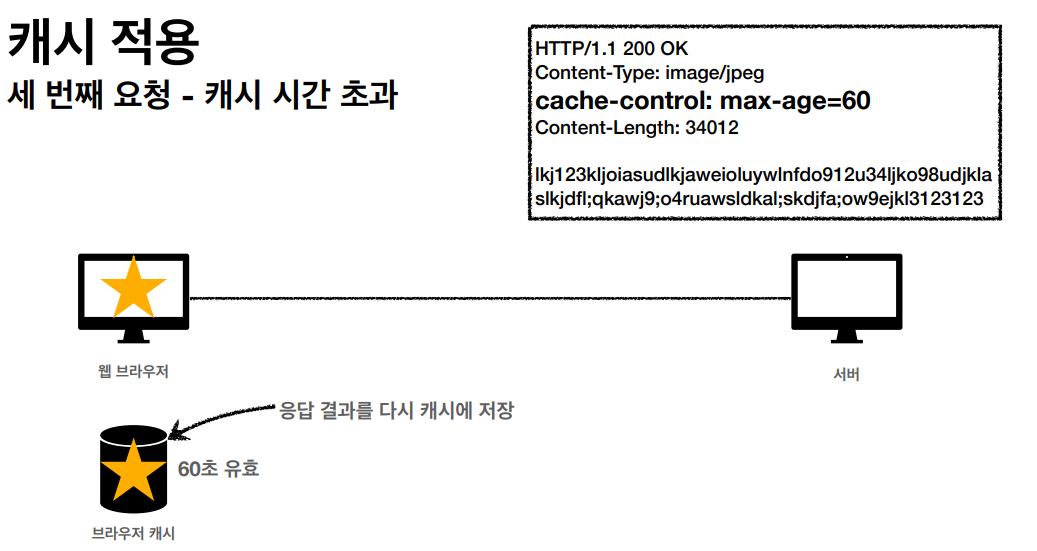 캐시 적용
세 번째 요청 - 캐시 시간 초과
HTTP/1.1 200 OK
Content-Type: image/jpeg
cache-control: max-age=60
Content-Length: 34012
lkj123kljoiasudlkjaweioluywlnfdo912u34ljko98udjkla
slkjdfl;qkawj9;o4ruawsldkal;skdjfa;ow9ejkl3123123
웹 브라우저
서버
응답 결과를 다시 캐시에 저장
60초 유효
브라우저 캐시